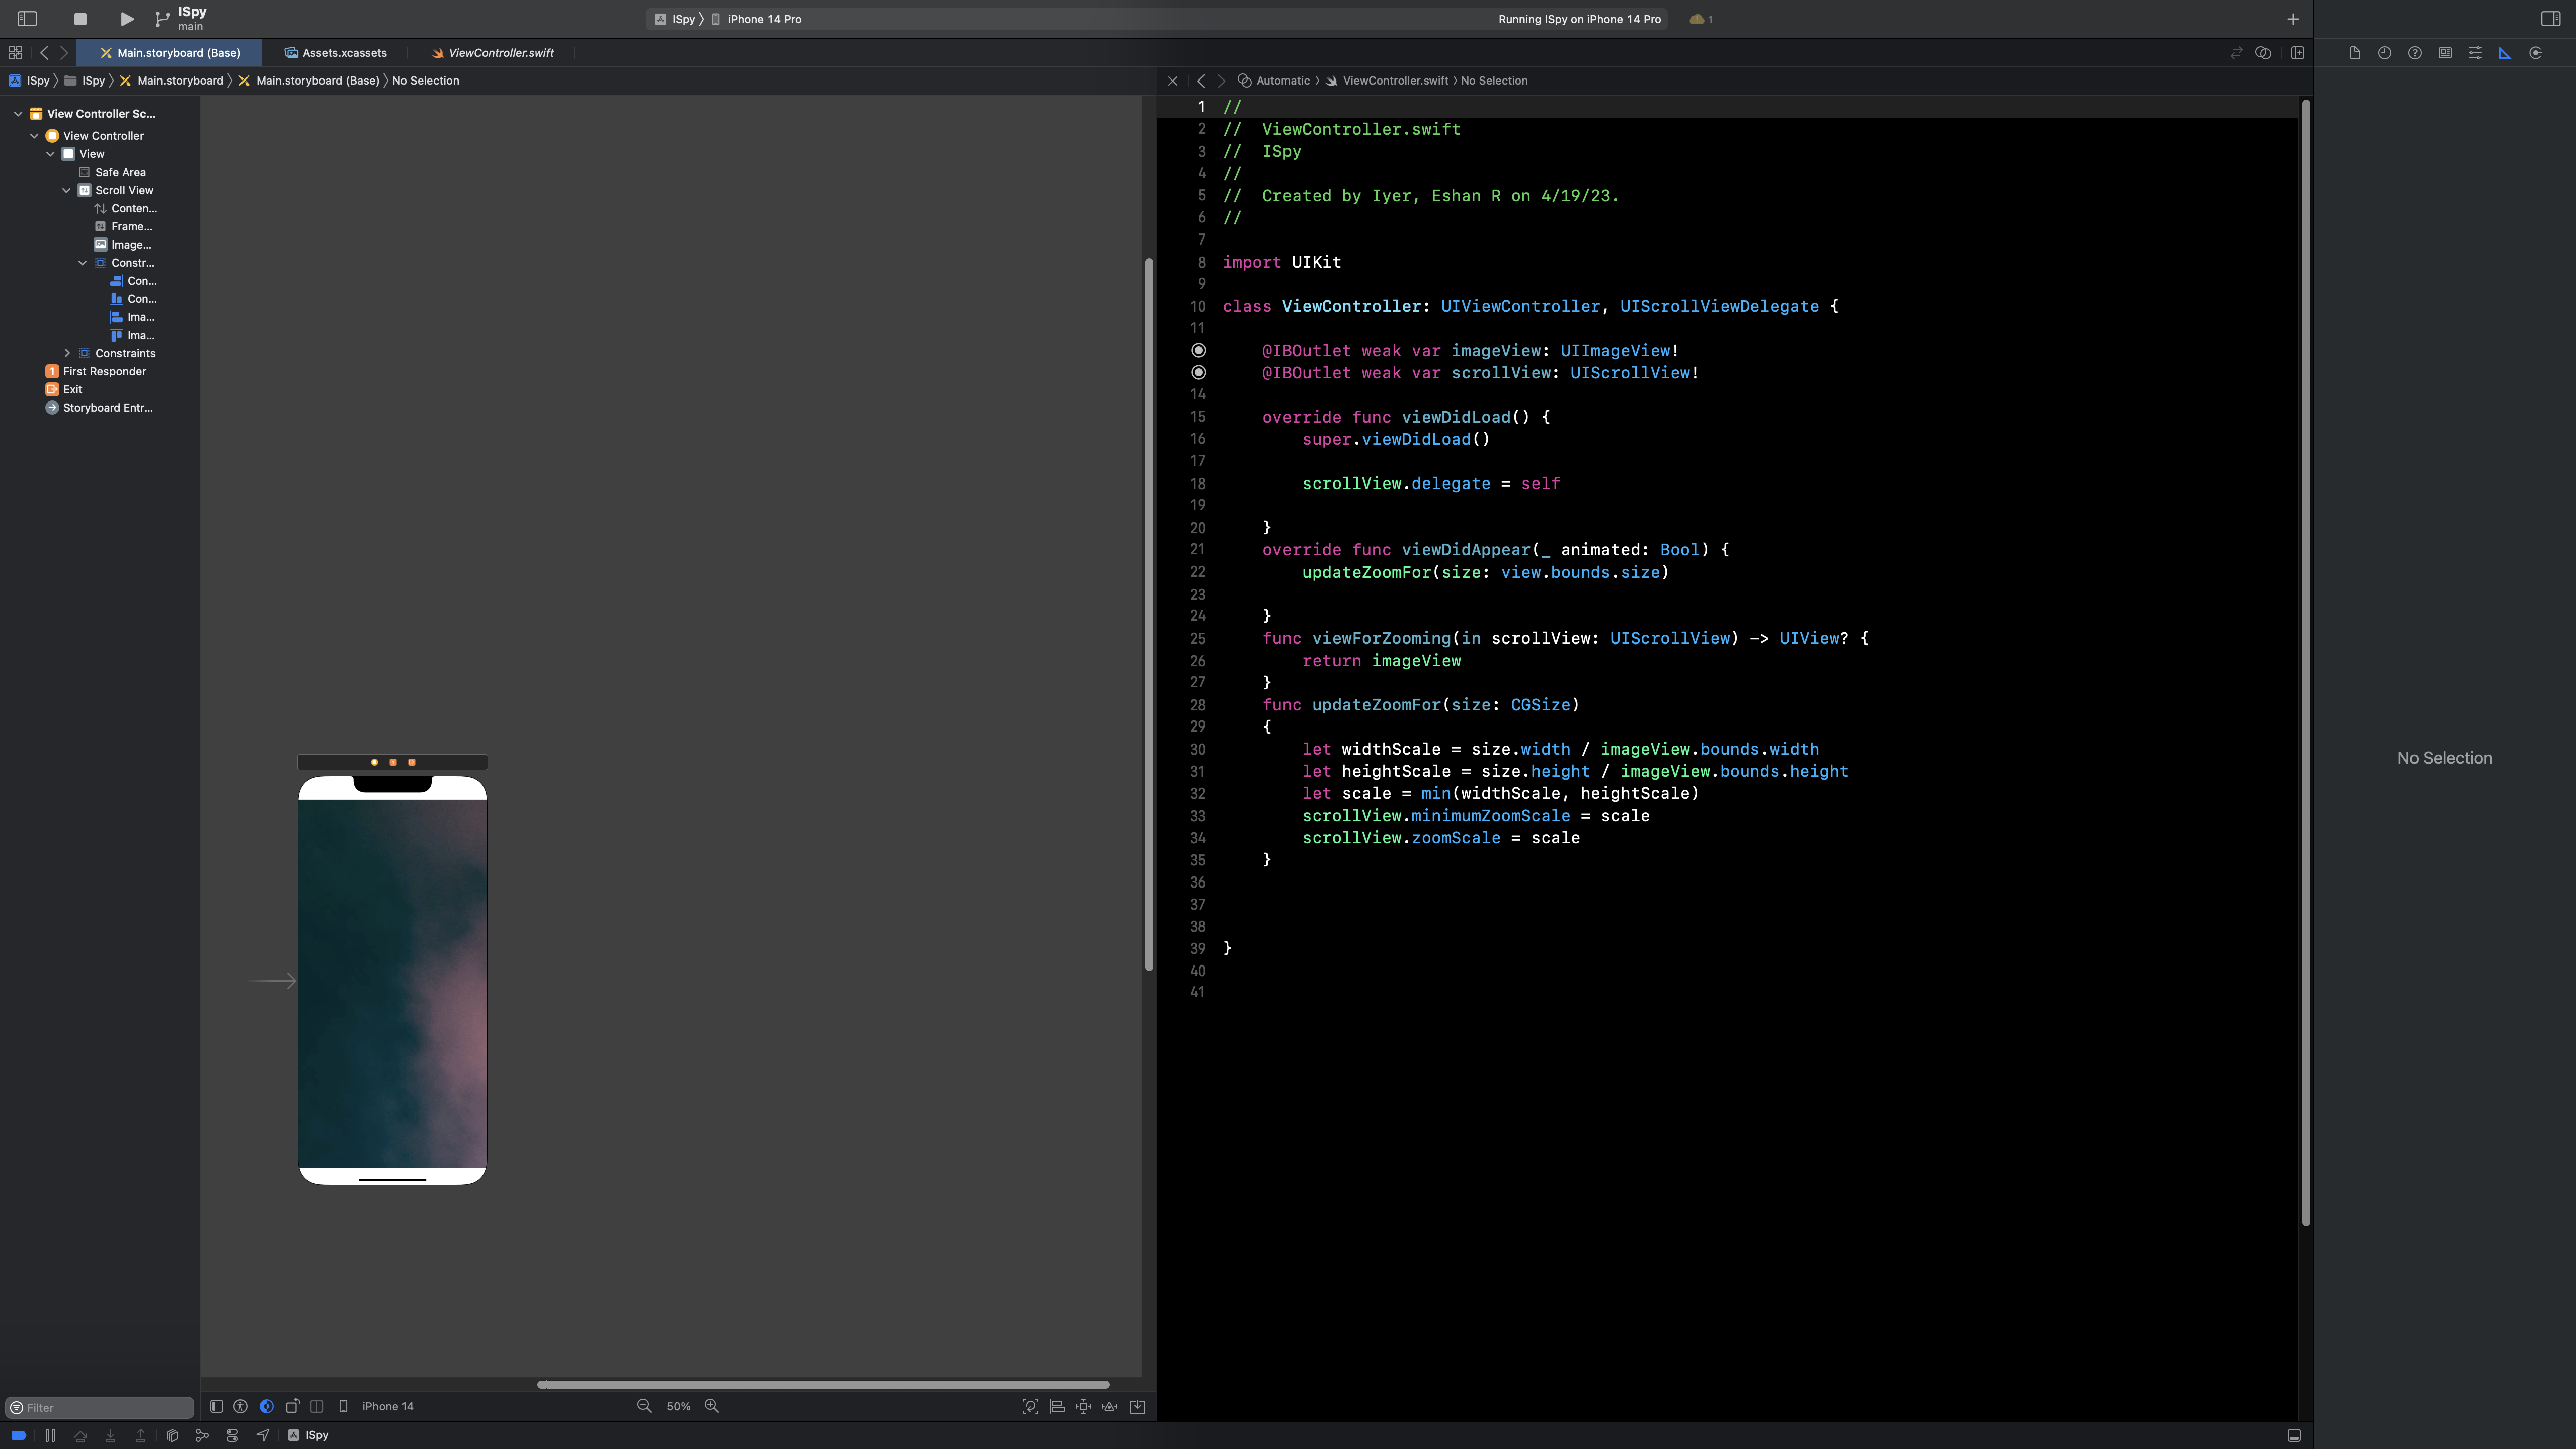 ISpy
main
ISpy 〉 iPhone 14 Pro
Running ISpy on iPhone 14 Pro
1
Main.storyboard (Base)
Assets.xcassets
ViewController.swift
ISpy 〉 ISpy 〉 Main.storyboard 〉 Main.storyboard (Base) 〉 No Selection
Automatic 〉 ViewController.swift 〉 No Selection
View Controller Sc...
View Controller
View
Safe Area
Scroll View
Conten...
Frame...
Image...
Constr...
Con...
Con...
Ima...
Ima...
Constraints
First Responder
Exit
Storyboard Entr...
1 //
2 //  ViewController.swift
3 //  ISpy
4 //
5 //  Created by Iyer, Eshan R on 4/19/23.
6 //
7
8 import UIKit
9
10 class ViewController: UIViewController, UIScrollViewDelegate {
11
@IBOutlet weak var imageView: UIImageView!
@IBOutlet weak var scrollView: UIScrollView!
14
15     override func viewDidLoad() {
16         super.viewDidLoad()
17
18         scrollView.delegate = self
19
20     }
21     override func viewDidAppear(_ animated: Bool) {
22         updateZoomFor(size: view.bounds.size)
23
24     }
25     func viewForZooming(in scrollView: UIScrollView) -> UIView? {
26         return imageView
27     }
28     func updateZoomFor(size: CGSize)
29     {
30         let widthScale = size.width / imageView.bounds.width
31         let heightScale = size.height / imageView.bounds.height
32         let scale = min(widthScale, heightScale)
33         scrollView.minimumZoomScale = scale
34         scrollView.zoomScale = scale
35     }
36
37
38
39 }
40
41
No Selection
Filter
iPhone 14
50%
ISpy